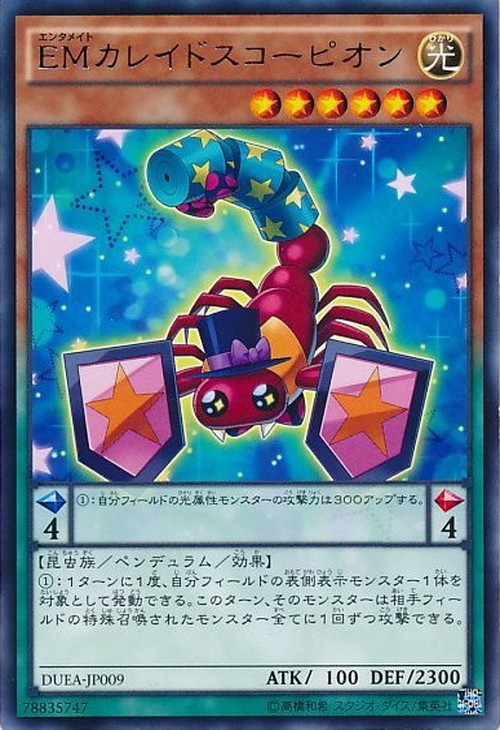 エンタメイト
EMカレイドスコーピオン
ひかり
光
4
①:自分フィールドの光属性モンスターの攻撃力は300アップする。
4
【昆虫族/ペンデュラム/効果】
①:1ターンに1度、自分フィールドの表側表示モンスター1体を
対象として発動できる。このターン、そのモンスターは相手フィー
ルドの特殊召喚されたモンスター全てに1回ずつ攻撃できる。
DUEA-JP009
ATK/ 100 DEF/2300
78835747
©高橋和希 スタジオ・ダイス/集英社